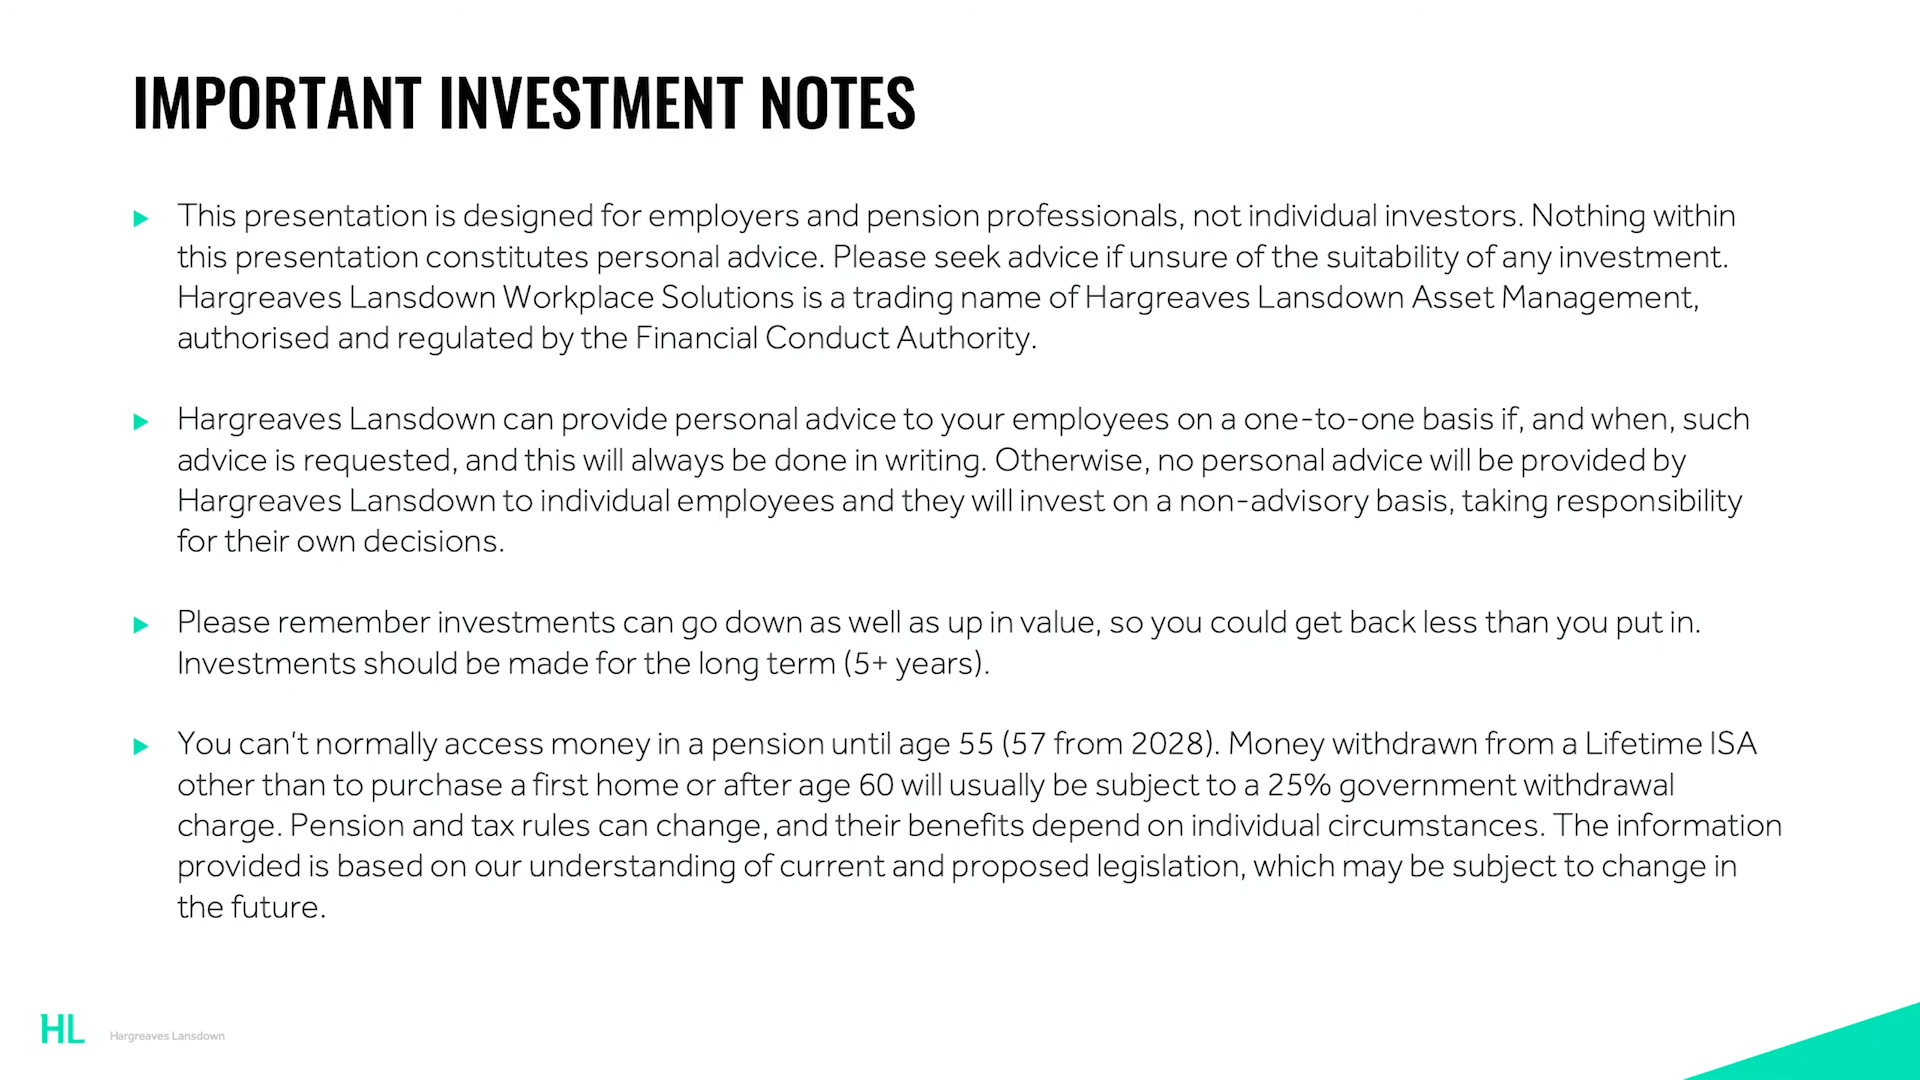 IMPORTANT INVESTMENT NOTES
This presentation is designed for employers and pension professionals, not individual investors. Nothing within
this presentation constitutes personal advice. Please seek advice if unsure of the suitability of any investment.
Hargreaves Lansdown Workplace Solutions is a trading name of Hargreaves Lansdown Asset Management,
authorised and regulated by the Financial Conduct Authority.
Hargreaves Lansdown can provide personal advice to your employees on a one-to-one basis if, and when, such
advice is requested, and this will always be done in writing. Otherwise, no personal advice will be provided by
Hargreaves Lansdown to individual employees and they will invest on a non-advisory basis, taking responsibility
for their own decisions.
Please remember investments can go down as well as up in value, so you could get back less than you put in.
Investments should be made for the long term (5+ years).
You can't normally access money in a pension until age 55 (57 from 2028). Money withdrawn from a Lifetime ISA
other than to purchase a first home or after age 60 will usually be subject to a 25% government withdrawal
charge. Pension and tax rules can change, and their benefits depend on individual circumstances. The information
provided is based on our understanding of current and proposed legislation, which may be subject to change in
the future.
HL Hargreaves Lansdown